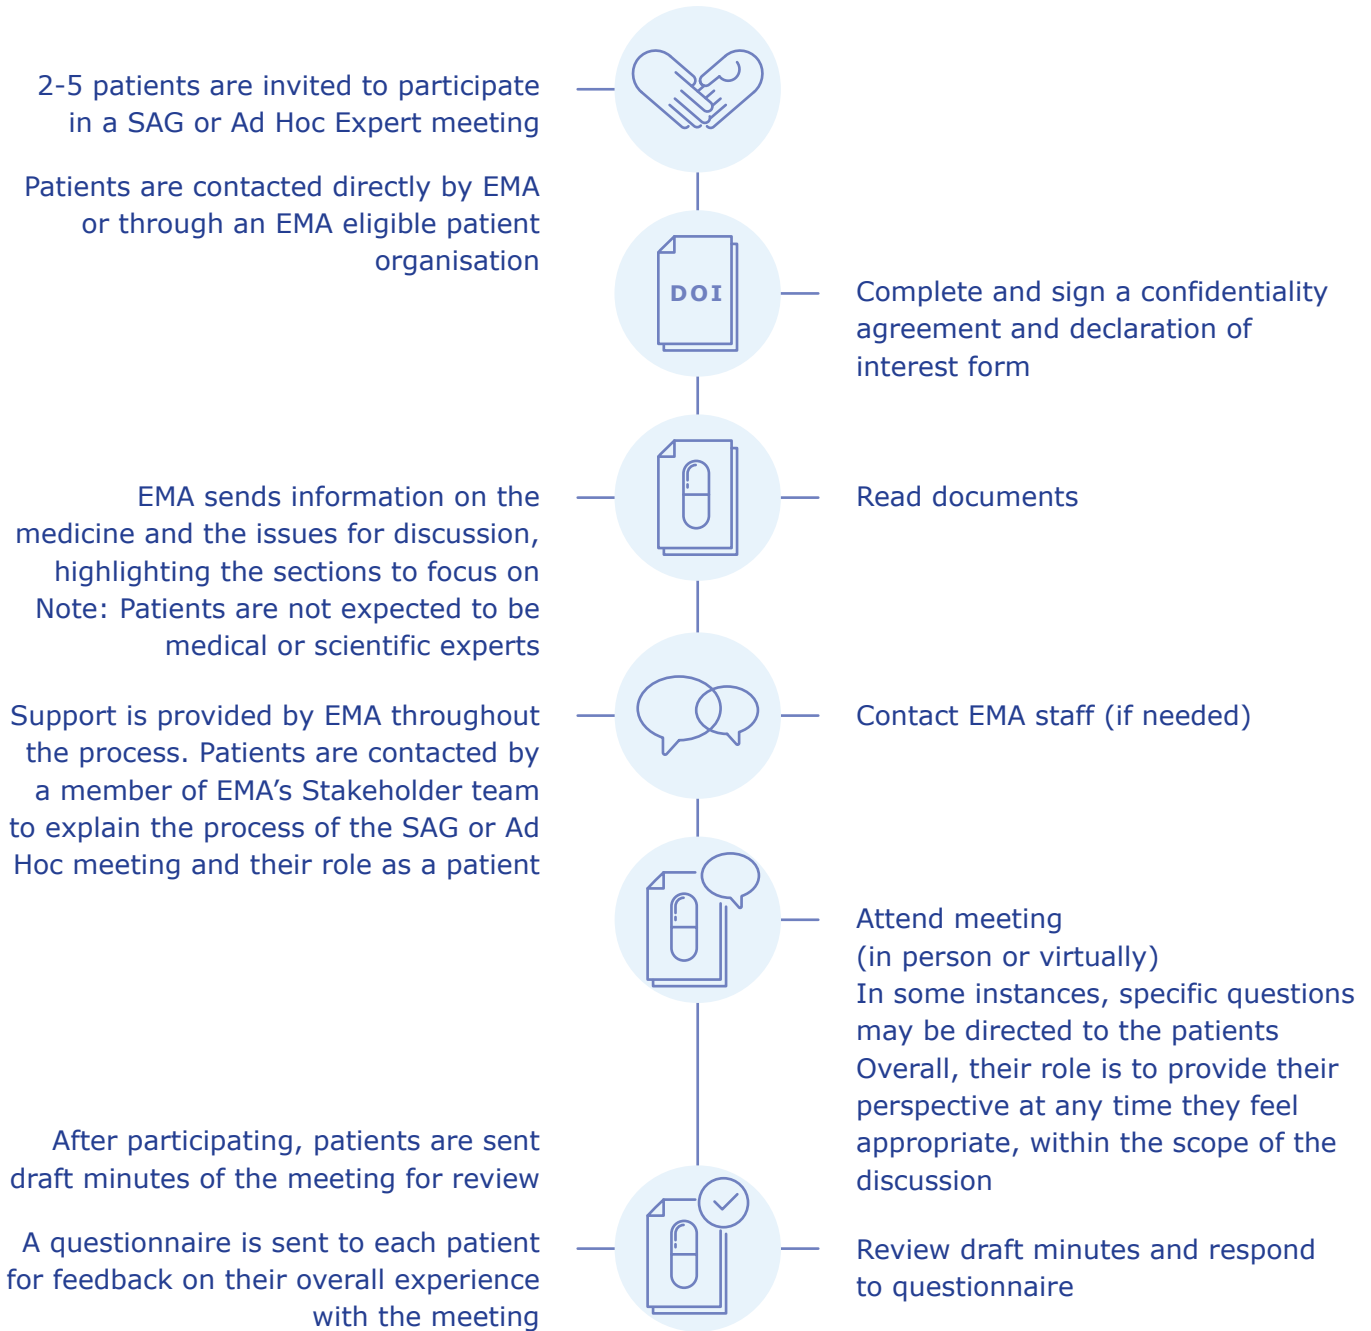 2-5 patients are invited to participate
in a SAG or Ad Hoc Expert meeting
Patients are contacted directly by EMA
or through an EMA eligible patient
organisation
DOI
Complete and sign a confidentiality
agreement and declaration of
interest form
EMA sends information on the
medicine and the issues for discussion,
highlighting the sections to focus on
Note: Patients are not expected to be
medical or scientific experts
Read documents
Support is provided by EMA throughout
the process. Patients are contacted by
a member of EMA’s Stakeholder team
to explain the process of the SAG or Ad
Hoc meeting and their role as a patient
Contact EMA staff (if needed)
Attend meeting
(in person or virtually)
In some instances, specific questions
may be directed to the patients
Overall, their role is to provide their
perspective at any time they feel
appropriate, within the scope of the
discussion
After participating, patients are sent
draft minutes of the meeting for review
A questionnaire is sent to each patient
for feedback on their overall experience
with the meeting
Review draft minutes and respond
to questionnaire